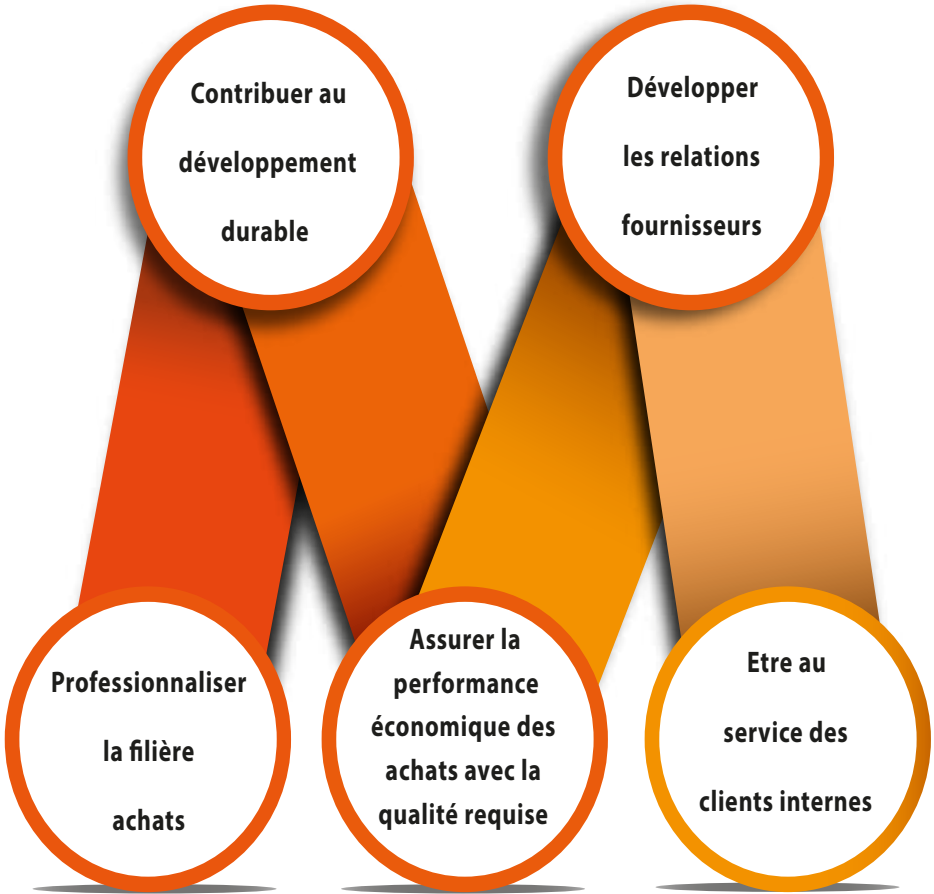 Contribuer au
développement
durable
Développer
les relations
fournisseurs
Professionnaliser
la filière
achats
Assurer la
performance
économique des
achats avec la
qualité requise
Etre au
service des
clients internes